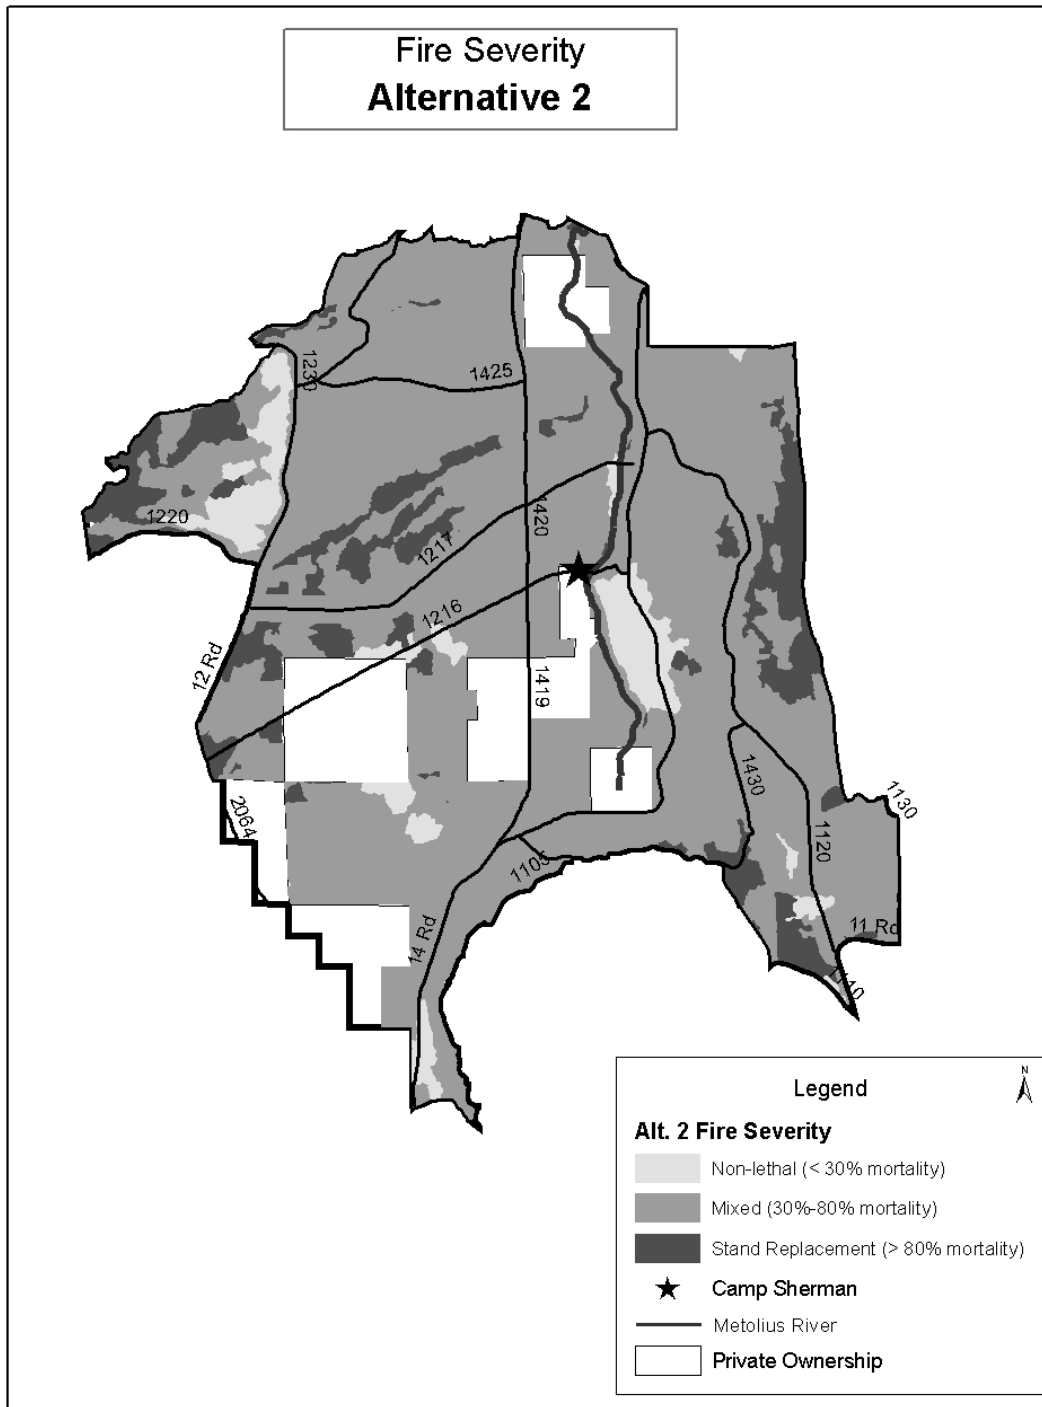 Fire Severity
Alternative 2
1230
1425
1220
1217
1420
1216
12 Rd
1419
2064
1430
1130
1120
1105
14 Rd
11 Rd
1110
N
Legend
Alt. 2 Fire Severity
Non-lethal (< 30% mortality)
Mixed (30%-80% mortality)
Stand Replacement (> 80% mortality)
Camp Sherman
Metolius River
Private Ownership